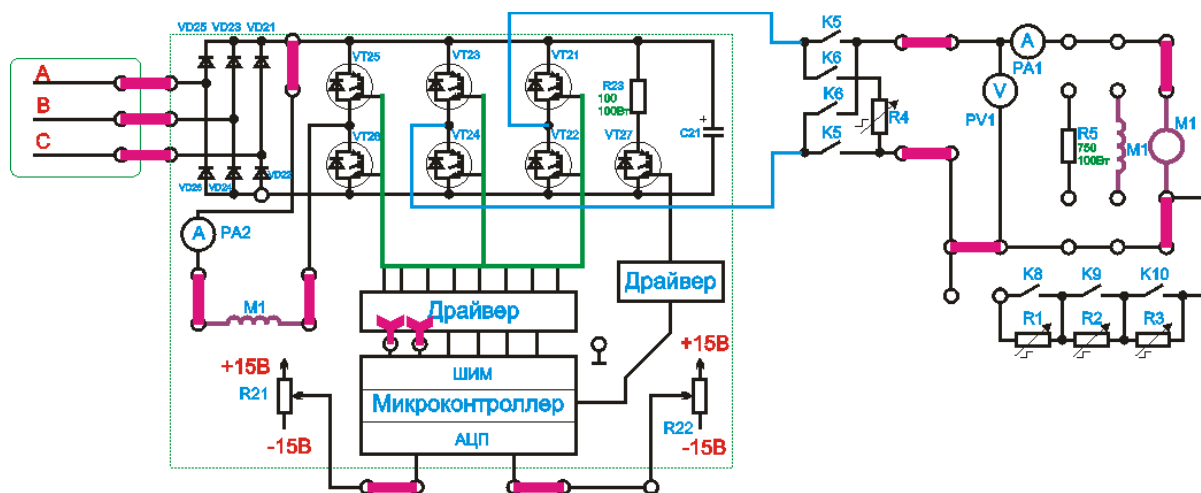 VD25 VD23 VD21
A
B
C
VD26
VD24
VD22
VT25
VT23
VT21
R23
100
100Вт
C21
+
VT26
VT24
VT22
VT27
K5
K6
K6
K5
R4
A
PA1
V
PV1
R5
750
100Вт
M1
M1
A
PA2
M1
Драйвер
Драйвер
K8
K9
K10
R1
R2
R3
+15В
R21
-15В
ШИМ
Микроконтроллер
АЦП
+15В
R22
-15В